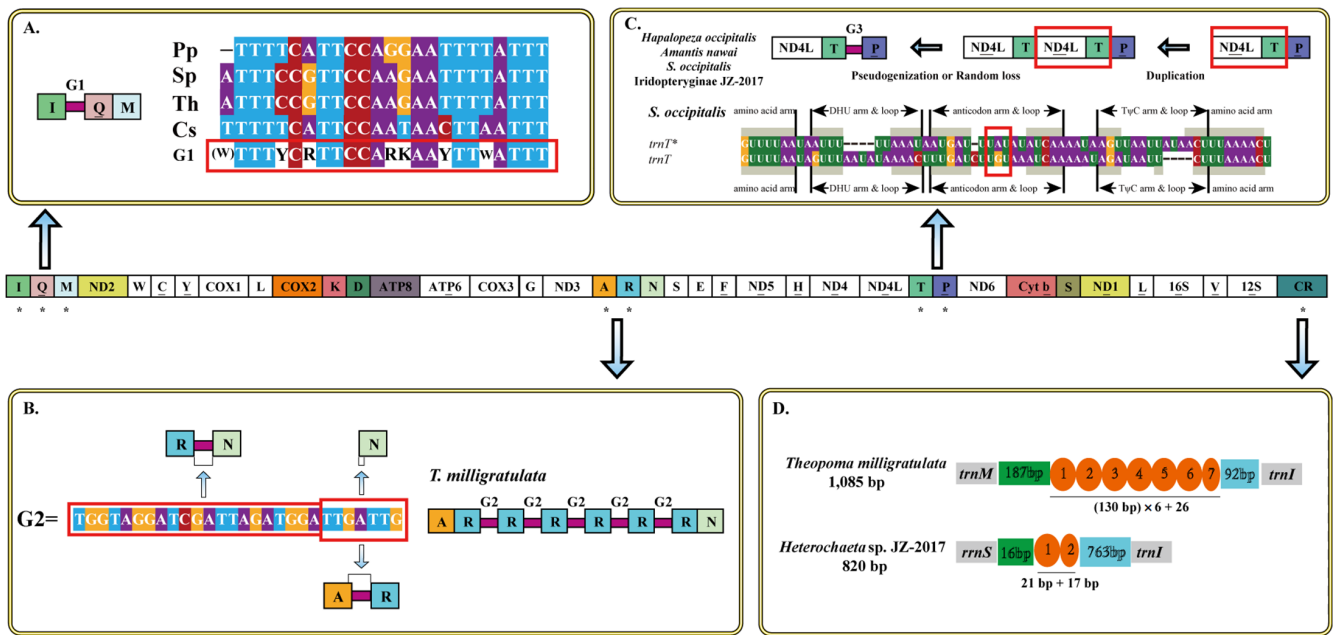 A.
G1
I Q M
Pp –TTTTCATTCCAGGAATTTTATTT
Sp ATTTCCGTTCCAAGAATTTTATTT
Th ATTTCCGTTCCAAGAATTTTATTT
Cs TTTTTCATTCCAATAACTTAATTT
G1 (W)TTTYCRTTCCARKAAYTTwATTT
C.
Hapalopeza occipitalis
Amantis nawai
S. occipitalis
Iridopteryginae JZ-2017
G3
ND4L T P
ND4L T ND4L T P
ND4L T P
Pseudogenization or Random loss
Duplication
S. occipitalis
amino acid arm DHU arm & loop anticodon arm & loop TψC arm & loop amino acid arm
trnT* GUUUUAAUAAUUU----UUAAAUAAUGAU-UUAUAUAUCAAAAUAAGUUAAUUAUAACUUUAAAACU
trnT GUUUUAAUAGUUUAAUAUAUAAAACUUUGAUCUUGUAAUCAAAAAUAGAUAAUU----CUUUAAAACU
amino acid arm DHU arm & loop anticodon arm & loop TψC arm & loop amino acid arm
I Q M ND2 W C Y COX1 L COX2 K D ATP8 ATP6 COX3 G ND3 A R N S E F ND5 H ND4 ND4L T P ND6 Cyt b S ND1 L 16S V 12S CR
* * * * * * * *
B.
R N
N
G2= TGGTAGGATCGATTAGATGGATTGATTG
A R
T. milligratulata
G2 G2 G2 G2 G2
A R R R R R R N
D.
Theopoma milligratulata
1,085 bp
trnM 187bp 1 2 3 4 5 6 7 92bp trnI
(130 bp) × 6 + 26
Heterochaeta sp. JZ-2017
820 bp
rrnS 16bp 1 2 763bp trnI
21 bp + 17 bp